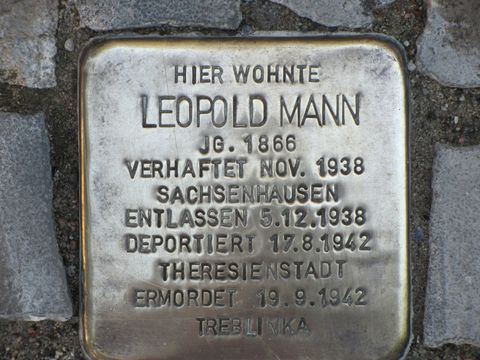 HIER WOHNTE
LEOPOLD MANN
JG. 1866
VERHAFTET NOV. 1938
SACHSENHAUSEN
ENTLASSEN 5.12.1938
DEPORTIERT 17.8.1942
THERESIENSTADT
ERMORDET 19.9.1942
TREBLINKA